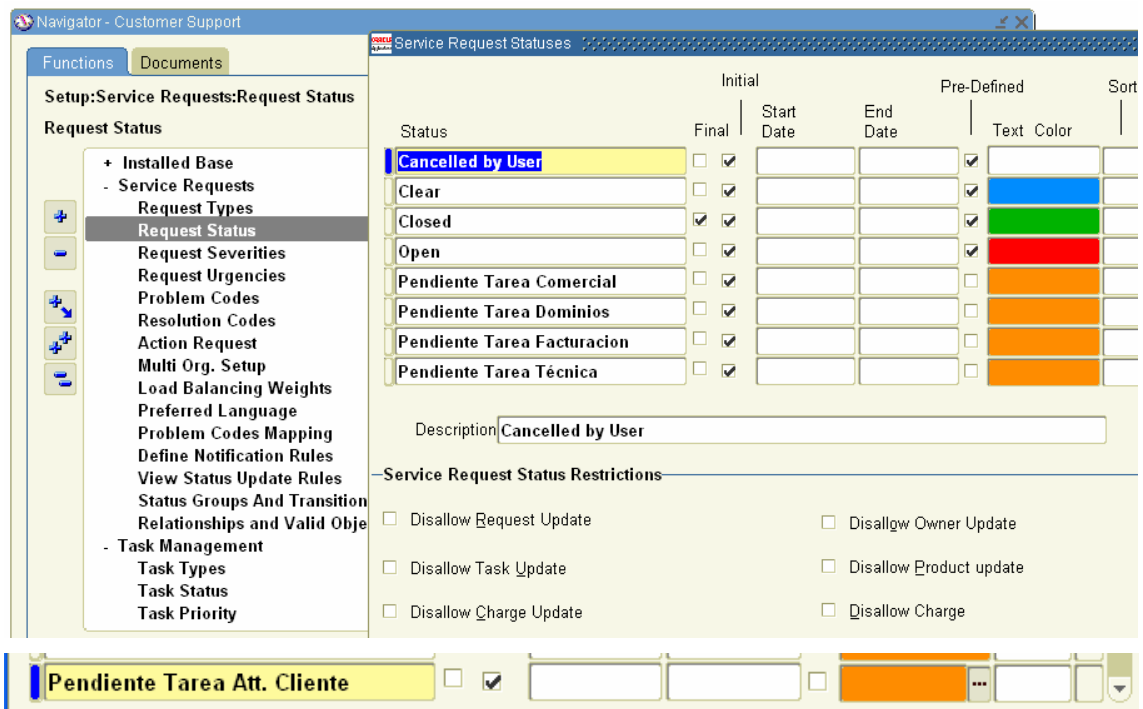 Navigator - Customer Support
Functions Documents
Setup:Service Requests:Request Status
Request Status
+ Installed Base
- Service Requests
Request Types
Request Status
Request Severities
Request Urgencies
Problem Codes
Resolution Codes
Action Request
Multi Org. Setup
Load Balancing Weights
Preferred Language
Problem Codes Mapping
Define Notification Rules
View Status Update Rules
Status Groups And Transition
Relationships and Valid Obje
- Task Management
Task Types
Task Status
Task Priority
ORACLE
Service Request Statuses
Initial
Pre-Defined
Sort
Status Final Start Date End Date Text Color
Cancelled by User
Clear
Closed
Open
Pendiente Tarea Comercial
Pendiente Tarea Dominios
Pendiente Tarea Facturacion
Pendiente Tarea Técnica
Description Cancelled by User
Service Request Status Restrictions
Disallow Request Update Disallow Owner Update
Disallow Task Update Disallow Product update
Disallow Charge Update Disallow Charge
Pendiente Tarea Att. Cliente